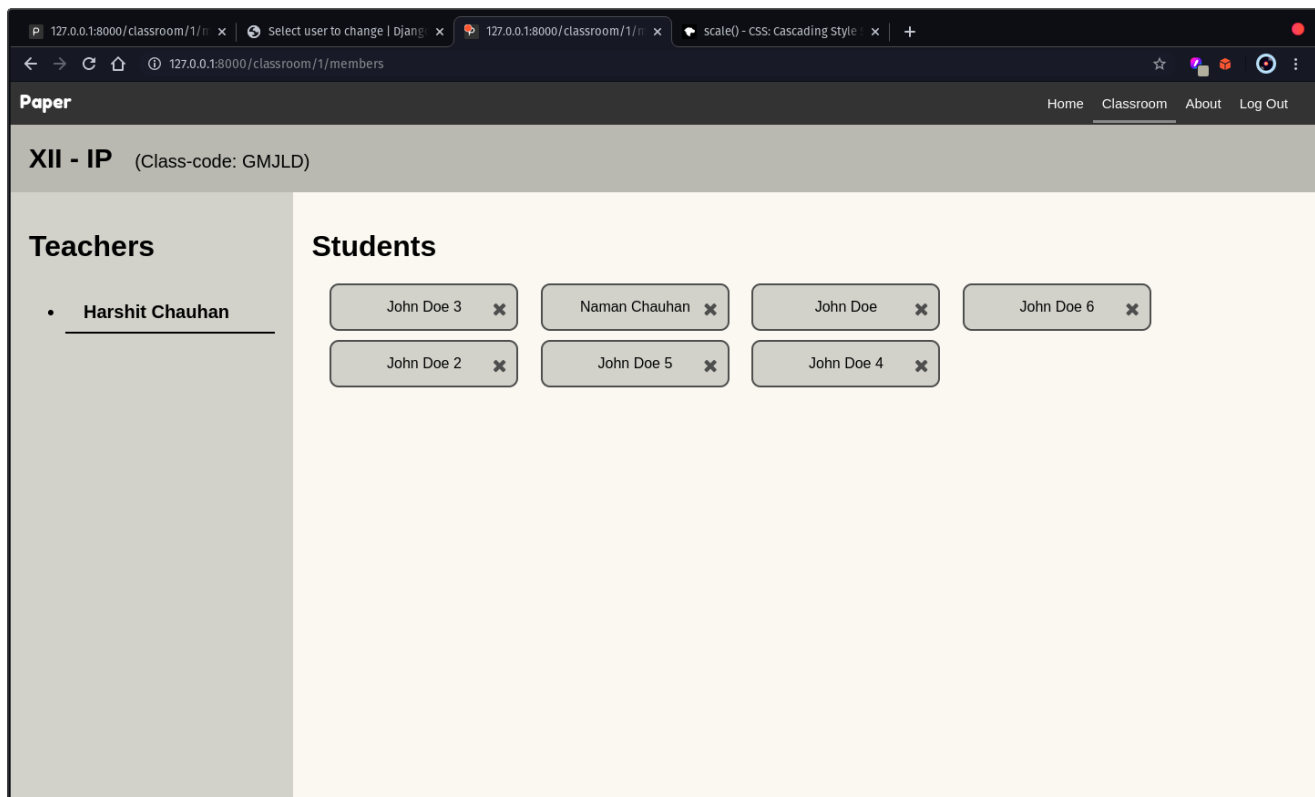 127.0.0.1:8000/classroom/1/m
Select user to change | Djang
127.0.0.1:8000/classroom/1/m
scale() - CSS: Cascading Style
127.0.0.1:8000/classroom/1/members
Paper
Home Classroom About Log Out
XII - IP (Class-code: GMJLD)
Teachers
Harshit Chauhan
Students
John Doe 3 Naman Chauhan John Doe John Doe 6
John Doe 2 John Doe 5 John Doe 4